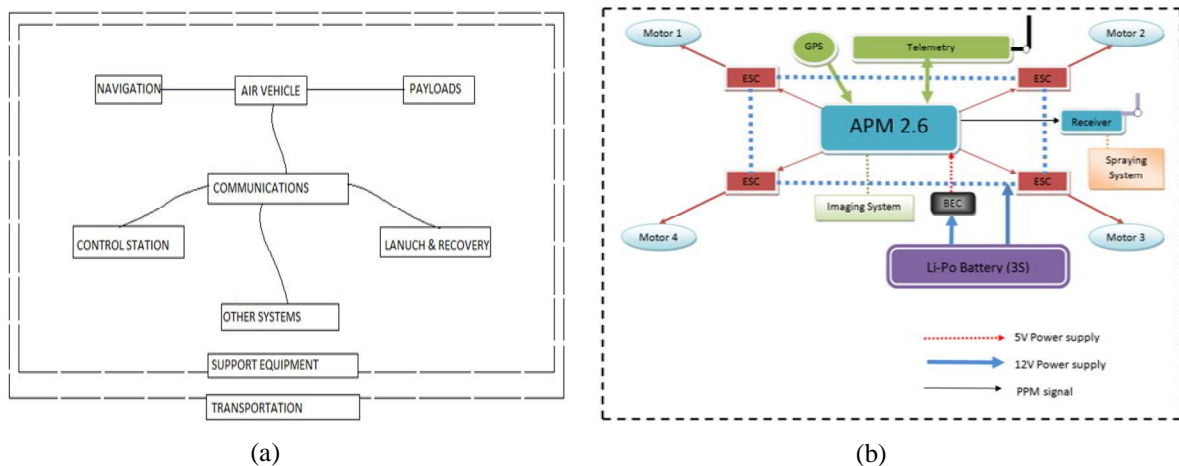 NAVIGATION
AIR VEHICLE
PAYLOADS
COMMUNICATIONS
CONTROL STATION
LANUCH & RECOVERY
OTHER SYSTEMS
SUPPORT EQUIPMENT
TRANSPORTATION
(a)
Motor 1
GPS
Telemetry
Motor 2
ESC
ESC
APM 2.6
Receiver
Spraying
System
ESC
ESC
Imaging System
BEC
Motor 4
Motor 3
Li-Po Battery (3S)
5V Power supply
12V Power supply
PPM signal
(b)